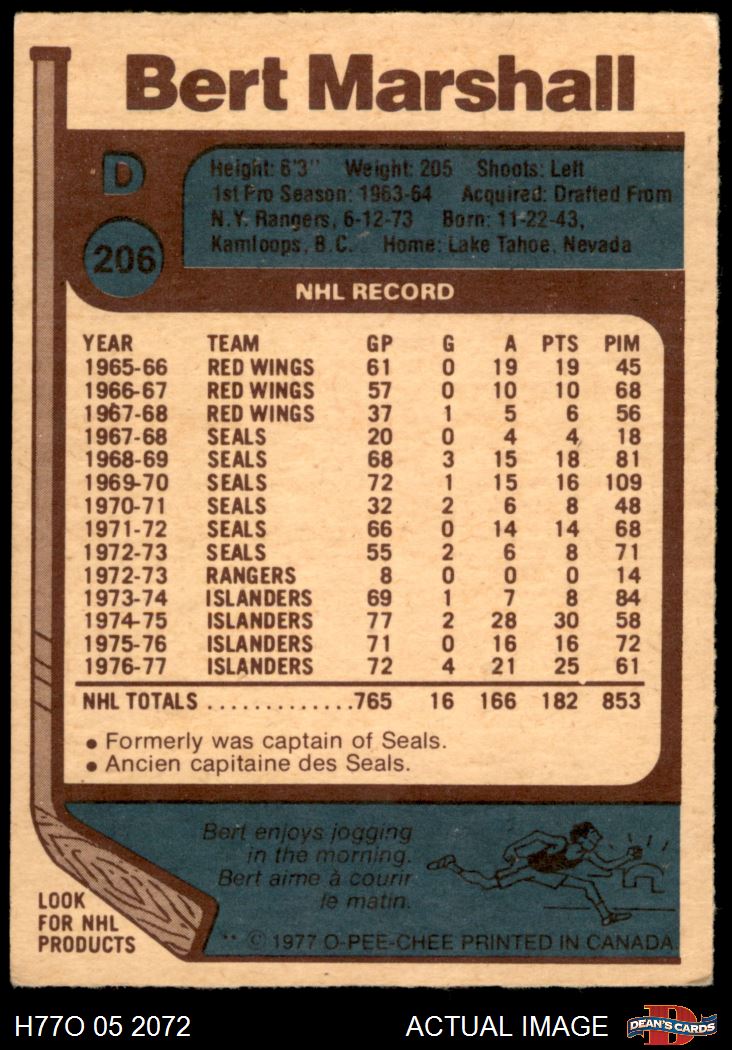 Bert Marshall
D
206
Height: 6'3" Weight: 205 Shoots: Left
1st Pro Season: 1963-64 Acquired: Drafted From
N.Y. Rangers, 6-12-73 Born: 11-22-43,
Kamloops, B.C. Home: Lake Tahoe, Nevada
NHL RECORD
YEAR TEAM GP G A PTS PIM
1965-66 RED WINGS 61 0 19 19 45
1966-67 RED WINGS 57 0 10 10 68
1967-68 RED WINGS 37 1 5 6 56
1967-68 SEALS 20 0 4 4 18
1968-69 SEALS 68 3 15 18 81
1969-70 SEALS 72 1 15 16 109
1970-71 SEALS 32 2 6 8 48
1971-72 SEALS 66 0 14 14 68
1972-73 SEALS 55 2 6 8 71
1972-73 RANGERS 8 0 0 0 14
1973-74 ISLANDERS 69 1 7 8 84
1974-75 ISLANDERS 77 2 28 30 58
1975-76 ISLANDERS 71 0 16 16 72
1976-77 ISLANDERS 72 4 21 25 61
NHL TOTALS .............765 16 166 182 853
• Formerly was captain of Seals.
• Ancien capitaine des Seals.
Bert enjoys jogging
in the morning.
Bert aime à courir
le matin.
LOOK
FOR NHL
PRODUCTS
** © 1977 O-PEE-CHEE PRINTED IN CANADA
H77O 05 2072 ACTUAL IMAGE DEAN'S CARDS